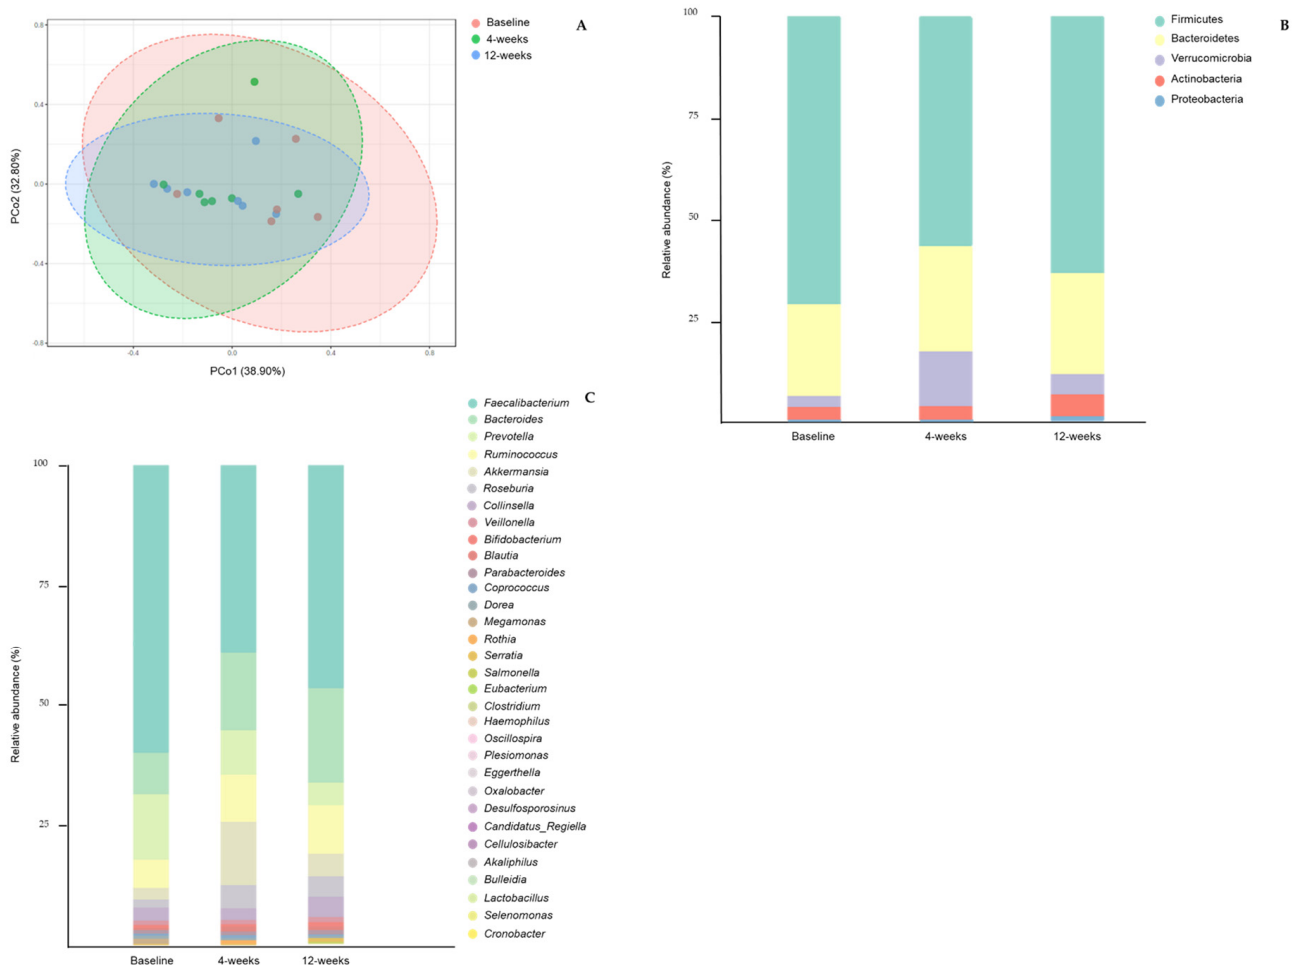 A
Baseline
4-weeks
12-weeks
0.8
0.4
0.0
-0.4
-0.8
PCo2 (32.80%)
-0.4
0.0
0.4
0.8
PCo1 (38.90%)
B
Firmicutes
Bacteroidetes
Verrucomicrobia
Actinobacteria
Proteobacteria
100
75
50
25
Relative abundance (%)
Baseline
4-weeks
12-weeks
C
Faecalibacterium
Bacteroides
Prevotella
Ruminococcus
Akkermansia
Roseburia
Collinsella
Veillonella
Bifidobacterium
Blautia
Parabacteroides
Coprococcus
Dorea
Megamonas
Rothia
Serratia
Salmonella
Eubacterium
Clostridium
Haemophilus
Oscillospira
Plesiomonas
Eggerthella
Oxalobacter
Desulfosporosinus
Candidatus_Regiella
Cellulosibacter
Akaliphilus
Bulleidia
Lactobacillus
Selenomonas
Cronobacter
100
75
50
25
Relative abundance (%)
Baseline
4-weeks
12-weeks